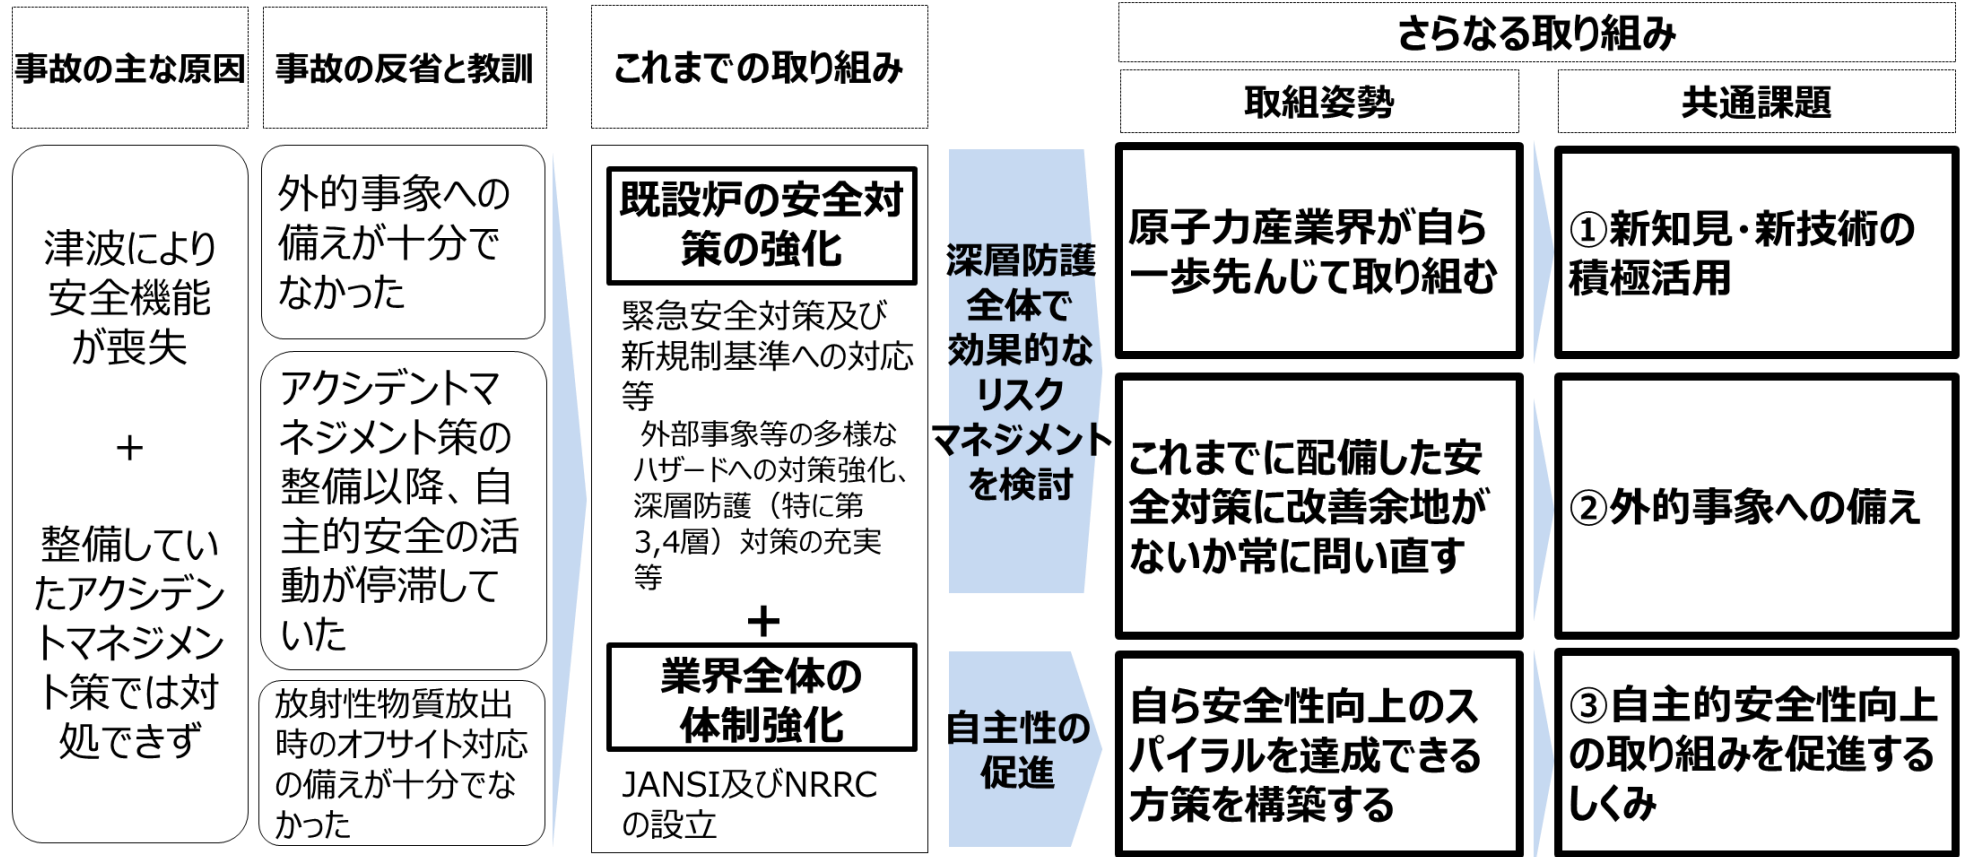 事故の主な原因
事故の反省と教訓
これまでの取り組み
さらなる取り組み
取組姿勢
共通課題
津波により
安全機能
が喪失
+
整備してい
たアクシデン
トマネジメン
ト策では対
処できず
外的事象への
備えが十分で
なかった
アクシデントマ
ネジメント策の
整備以降、自
主的安全の活
動が停滞して
いた
放射性物質放出
時のオフサイト対応
の備えが十分でな
かった
既設炉の安全対
策の強化
緊急安全対策及び
新規制基準への対応
等
外部事象等の多様な
ハザードへの対策強化、
深層防護（特に第
3,4層）対策の充実
等
+
業界全体の
体制強化
JANSI及びNRRC
の設立
深層防護
全体で
効果的な
リスク
マネジメント
を検討
自主性の
促進
原子力産業界が自ら
一歩先んじて取り組む
これまでに配備した安
全対策に改善余地が
ないか常に問い直す
自ら安全性向上のス
パイラルを達成できる
方策を構築する
①新知見・新技術の
積極活用
②外的事象への備え
③自主的安全性向上
の取り組みを促進する
しくみ